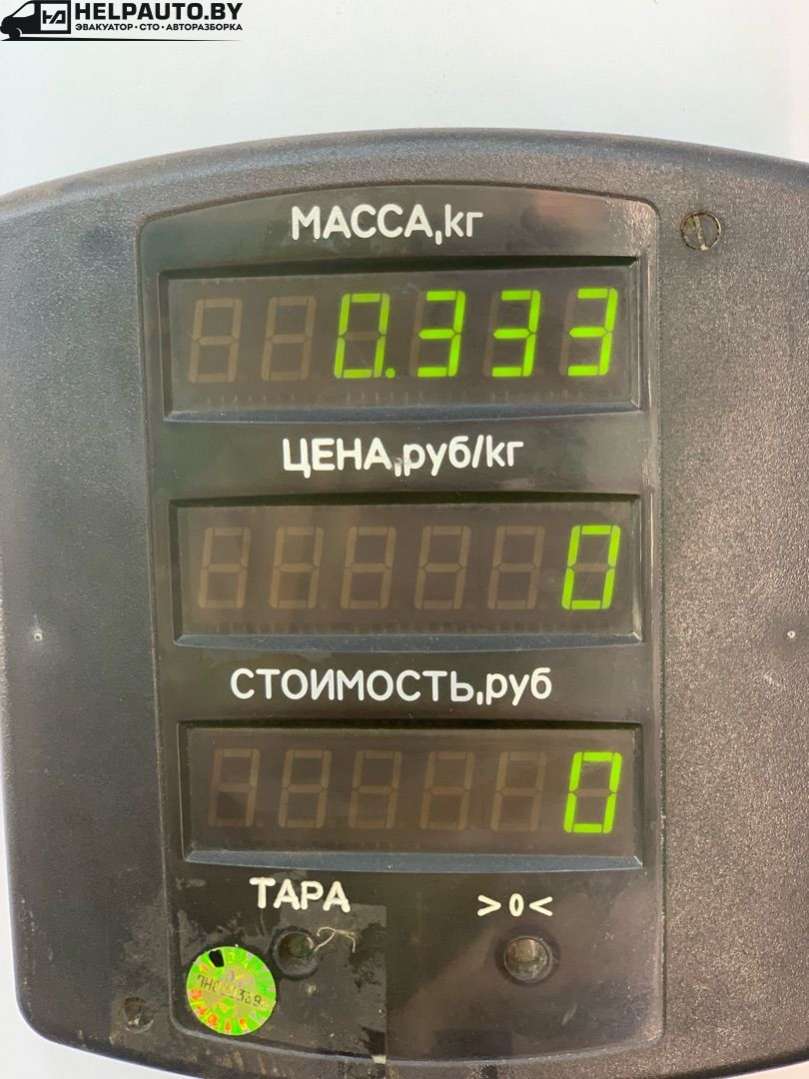 HELPAUTO.BY
ЭВАКУАТОР • СТО • АВТОРАЗБОРКА
МАССА,кг
0.333
ЦЕНА,руб/кг
0
СТОИМОСТЬ,руб
0
ТАРА >0<